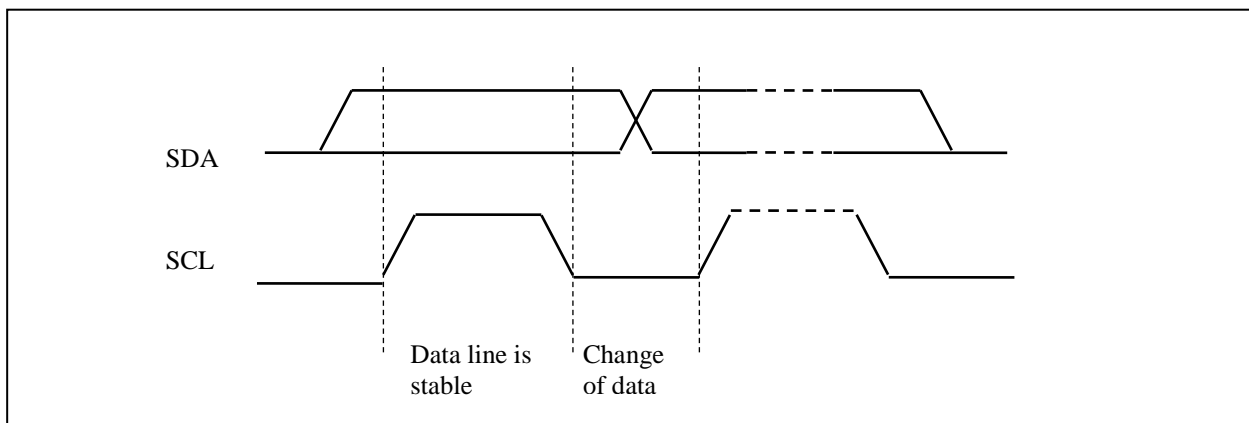 SDA
SCL
Data line is
stable
Change
of data